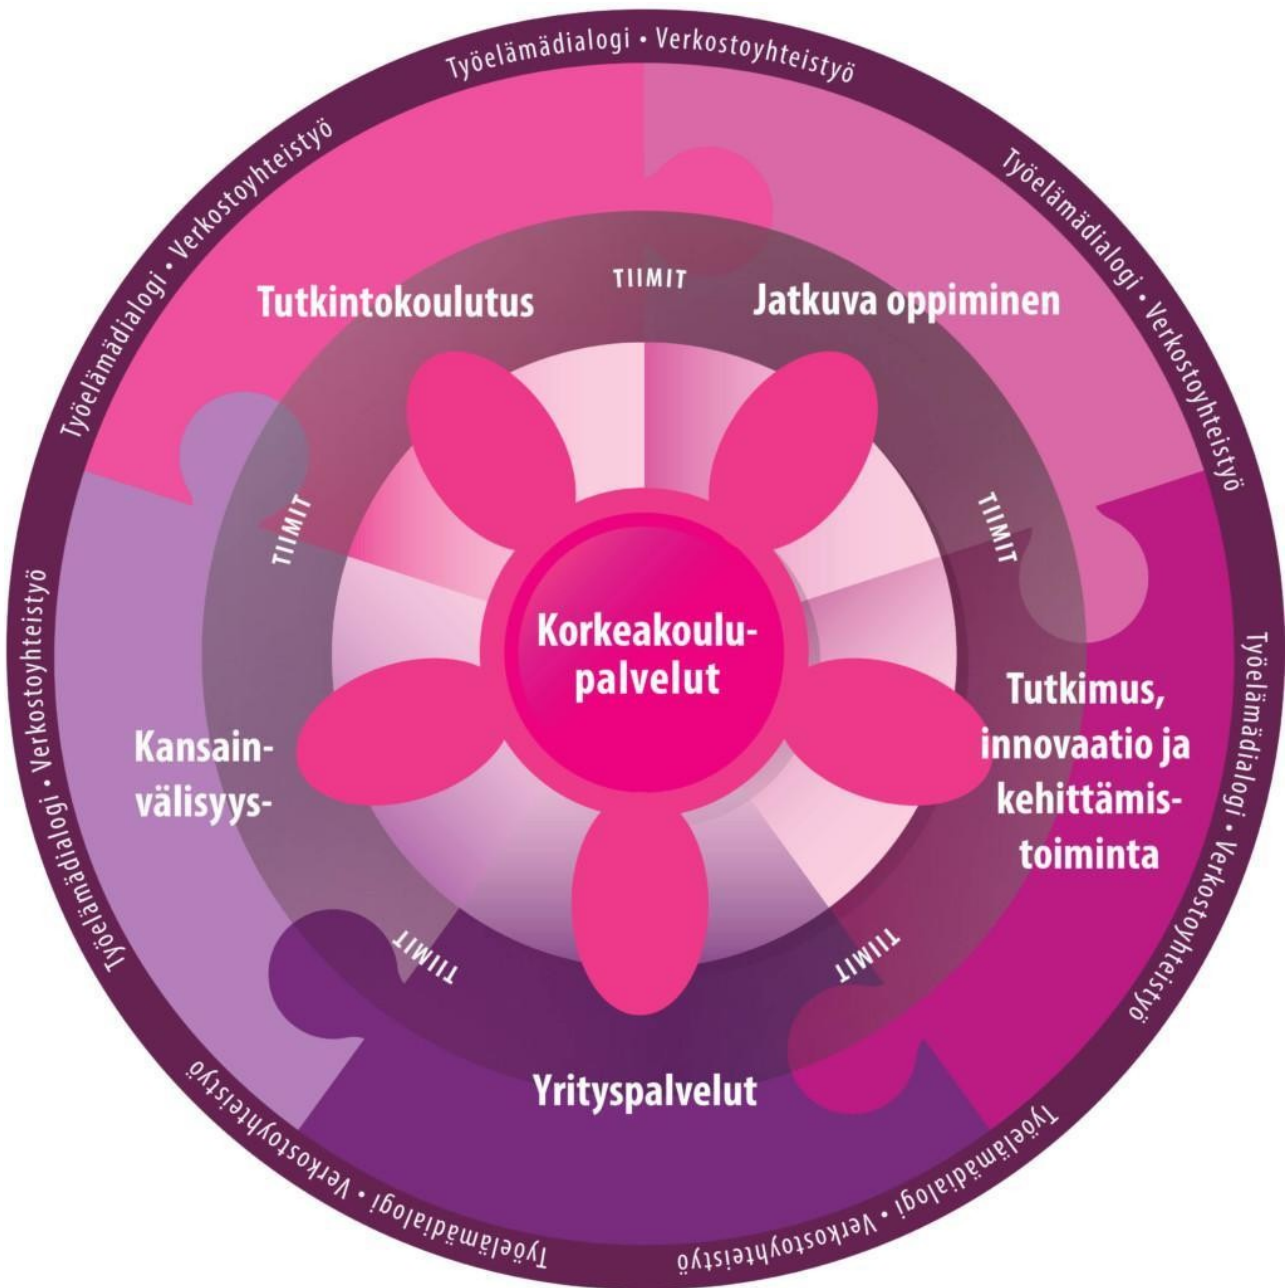 Työelämädialogi • Verkostoyhteistyö
Työelämädialogi • Verkostoyhteistyö
Työelämädialogi • Verkostoyhteistyö
Työelämädialogi • Verkostoyhteistyö
Työelämädialogi • Verkostoyhteistyö
Työelämädialogi • Verkostoyhteistyö
Työelämädialogi • Verkostoyhteistyö
Tutkintokoulutus
TIIMIT
Jatkuva oppiminen
TIIMIT
TIIMIT
Korkeakoulu-
palvelut
Kansain-
välisyys-
Tutkimus,
innovaatio ja
kehittämis-
toiminta
TIIMIT
TIIMIT
Yrityspalvelut